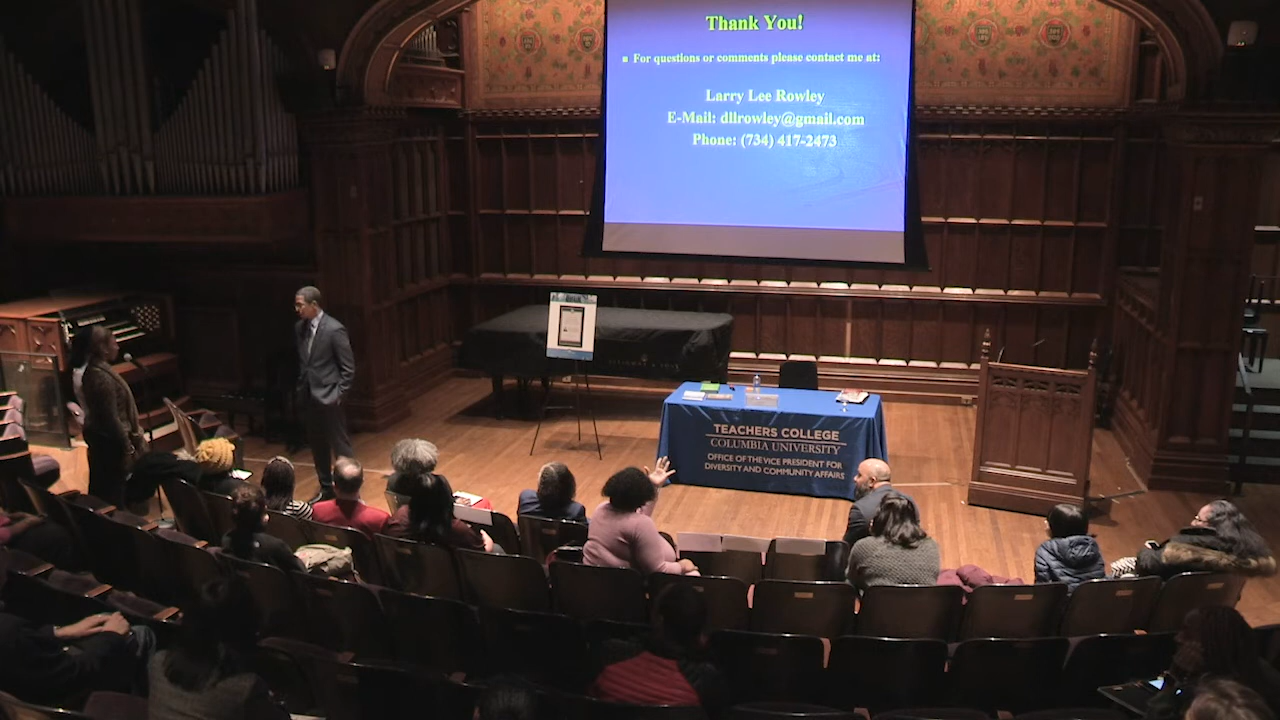 Thank You!
For questions or comments please contact me at:
Larry Lee Rowley
E-Mail: dllrowley@gmail.com
Phone: (734) 417-2473
TEACHERS COLLEGE
COLUMBIA UNIVERSITY
OFFICE OF THE VICE PRESIDENT FOR
DIVERSITY AND COMMUNITY AFFAIRS